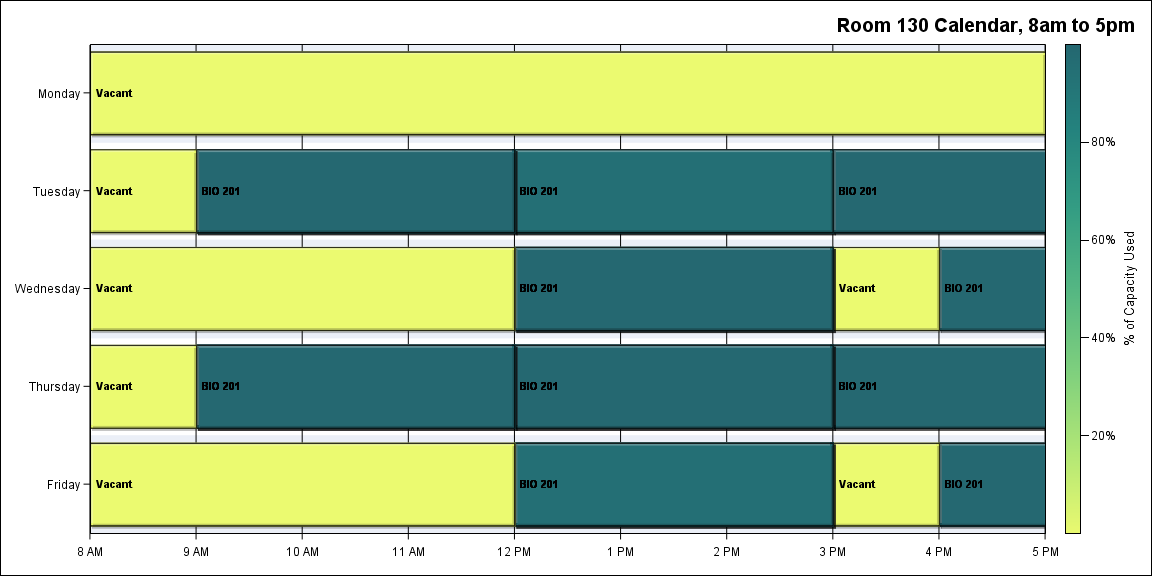 Room 130 Calendar, 8am to 5pm
Monday
Vacant
Tuesday
Vacant
BIO 201
BIO 201
BIO 201
Wednesday
Vacant
BIO 201
Vacant
BIO 201
Thursday
Vacant
BIO 201
BIO 201
BIO 201
Friday
Vacant
BIO 201
Vacant
BIO 201
8 AM
9 AM
10 AM
11 AM
12 PM
1 PM
2 PM
3 PM
4 PM
5 PM
80%
60%
40%
20%
% of Capacity Used